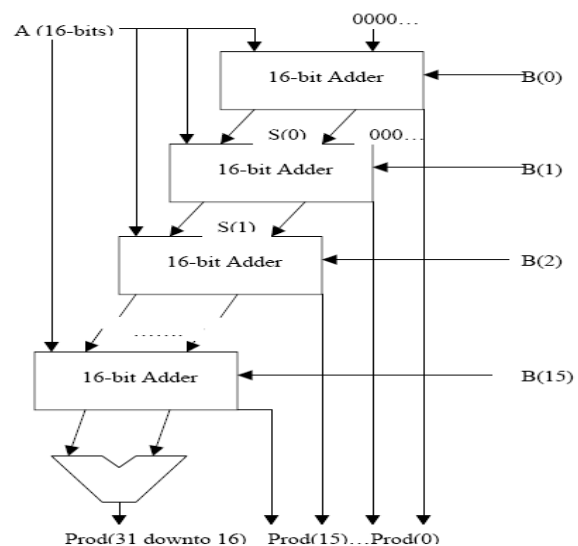 A (16-bits)
0000...
16-bit Adder
B(0)
S(0)
000...
16-bit Adder
B(1)
S(1)
16-bit Adder
B(2)
........
16-bit Adder
B(15)
Prod(31 downto 16)
Prod(15)...Prod(0)